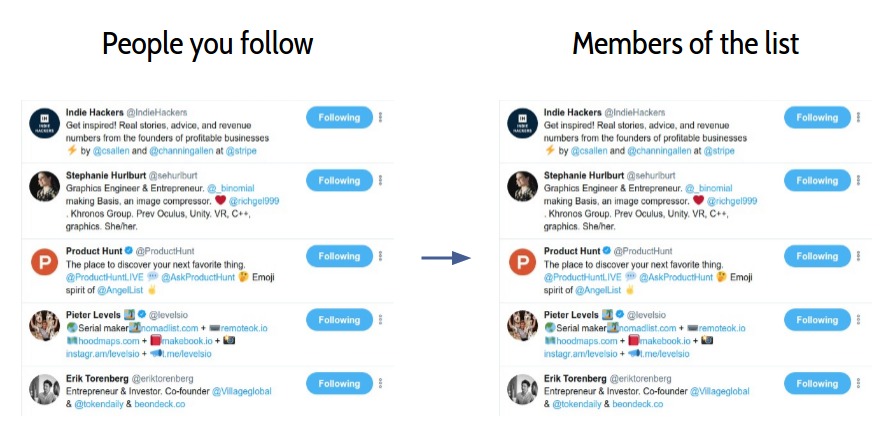 People you follow
Members of the list
Indie Hackers @IndieHackers
Following
Get inspired! Real stories, advice, and revenue
numbers from the founders of profitable businesses
⚡ by @csallen and @channingallen at @stripe
IH
INDIE
HACKERS
Stephanie Hurlburt @sehurlburt
Following
Graphics Engineer & Entrepreneur. @_binomial
making Basis, an image compressor. ❤️ @richgel999
. Khronos Group. Prev Oculus, Unity. VR, C++,
graphics. She/her.
P
Product Hunt @ProductHunt
Following
The place to discover your next favorite thing.
@ProductHuntLIVE 💬 @AskProductHunt 🤔 Emoji
spirit of @AngelList ✌️
Pieter Levels @levelsio
Following
Serial maker nomadlist.com + remoteok.io
hoodmaps.com + makebook.io +
instagr.am/levelsio + t.me/levelsio
Erik Torenberg @eriktorenberg
Following
Entrepreneur & Investor. Co-founder @Villageglobal
& @tokendaily & beondeck.co
Indie Hackers @IndieHackers
Following
Get inspired! Real stories, advice, and revenue
numbers from the founders of profitable businesses
⚡ by @csallen and @channingallen at @stripe
IH
INDIE
HACKERS
Stephanie Hurlburt @sehurlburt
Following
Graphics Engineer & Entrepreneur. @_binomial
making Basis, an image compressor. ❤️ @richgel999
. Khronos Group. Prev Oculus, Unity. VR, C++,
graphics. She/her.
P
Product Hunt @ProductHunt
Following
The place to discover your next favorite thing.
@ProductHuntLIVE 💬 @AskProductHunt 🤔 Emoji
spirit of @AngelList ✌️
Pieter Levels @levelsio
Following
Serial maker nomadlist.com + remoteok.io
hoodmaps.com + makebook.io +
instagr.am/levelsio + t.me/levelsio
Erik Torenberg @eriktorenberg
Following
Entrepreneur & Investor. Co-founder @Villageglobal
& @tokendaily & beondeck.co